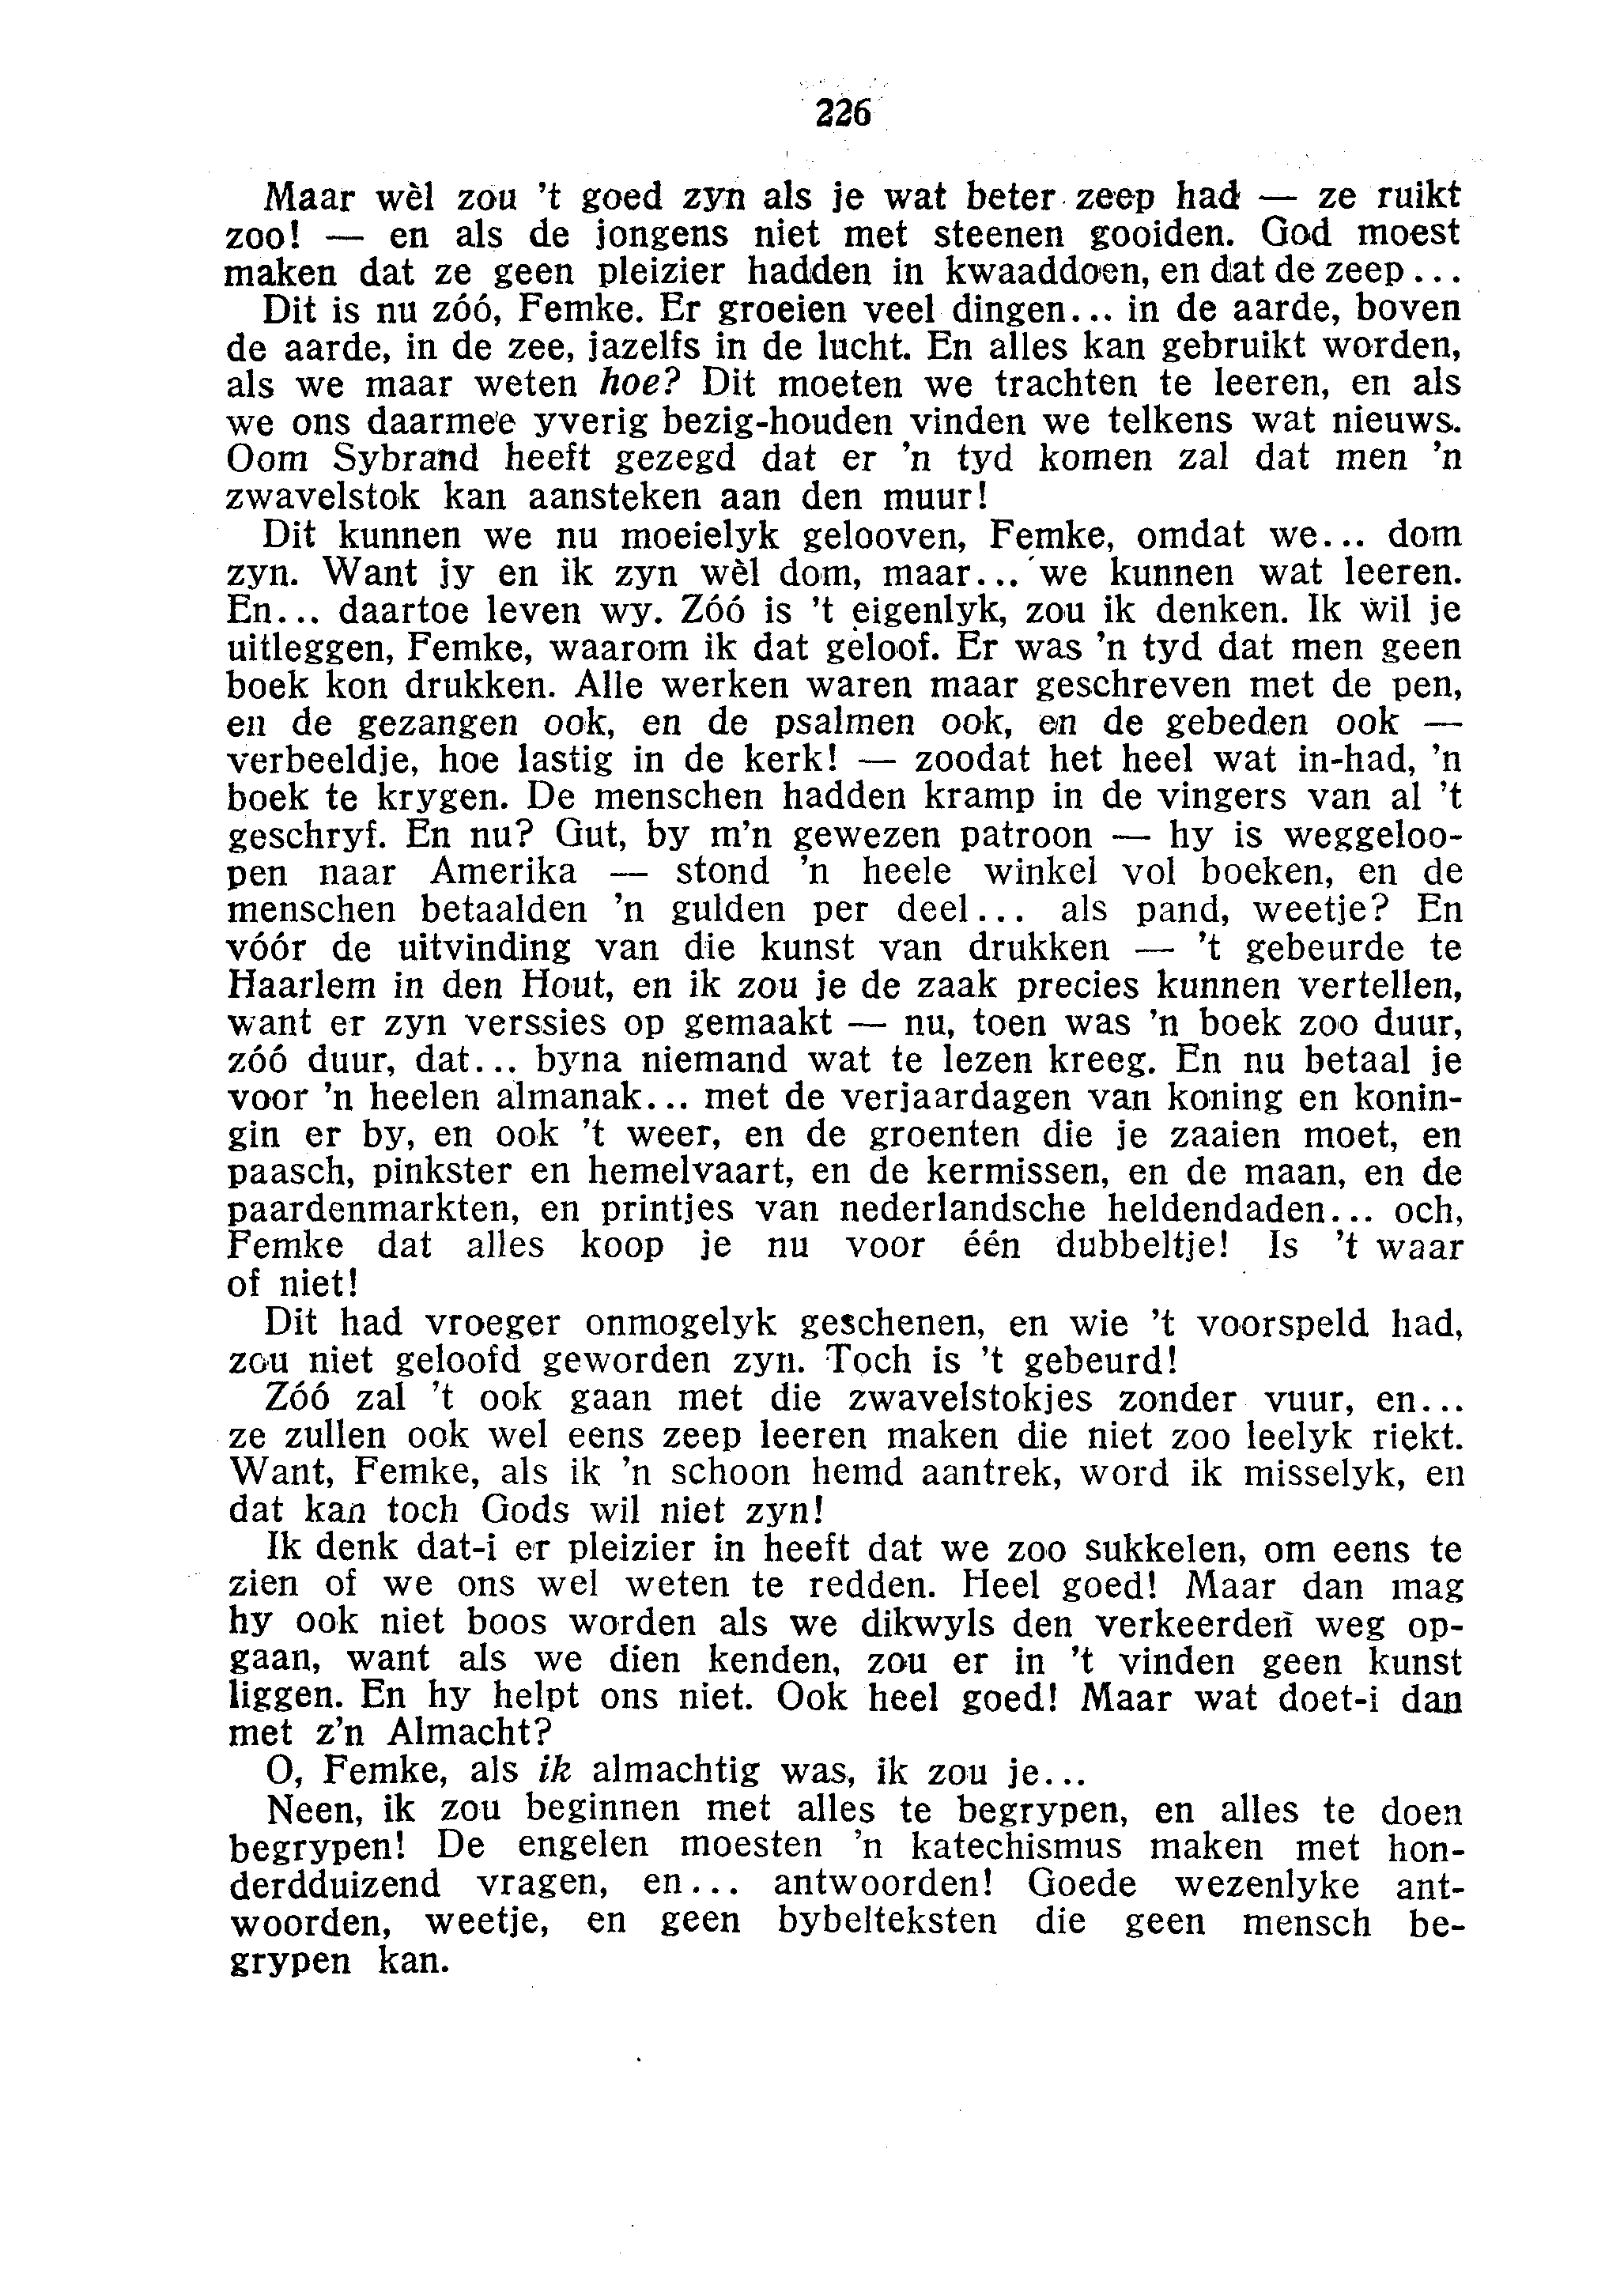 226
Maar wèl zou 't goed zyn als je wat beter zeep had — ze ruikt
zoo! — en als de jongens niet met steenen gooiden. God moest
maken dat ze geen pleizier hadden in kwaaddoen, en dat de zeep...
Dit is nu zóó, Femke. Er groeien veel dingen... in de aarde, boven
de aarde, in de zee, jazelfs in de lucht. En alles kan gebruikt worden,
als we maar weten hoe? Dit moeten we trachten te leeren, en als
we ons daarmee yverig bezig-houden vinden we telkens wat nieuws.
Oom Sybrand heeft gezegd dat er 'n tyd komen zal dat men 'n
zwavelstok kan aansteken aan den muur!
Dit kunnen we nu moeielyk gelooven, Femke, omdat we... dom
zyn. Want jy en ik zyn wèl dom, maar... we kunnen wat leeren.
En... daartoe leven wy. Zóó is 't eigenlyk, zou ik denken. Ik wil je
uitleggen, Femke, waarom ik dat geloof. Er was 'n tyd dat men geen
boek kon drukken. Alle werken waren maar geschreven met de pen,
en de gezangen ook, en de psalmen ook, en de gebeden ook —
verbeeldje, hoe lastig in de kerk! — zoodat het heel wat in-had, 'n
boek te krygen. De menschen hadden kramp in de vingers van al 't
geschryf. En nu? Gut, by m'n gewezen patroon — hy is weggeloo-
pen naar Amerika — stond 'n heele winkel vol boeken, en de
menschen betaalden 'n gulden per deel... als pand, weetje? En
vóór de uitvinding van die kunst van drukken — 't gebeurde te
Haarlem in den Hout, en ik zou je de zaak precies kunnen vertellen,
want er zyn verssies op gemaakt — nu, toen was 'n boek zoo duur,
zóó duur, dat... byna niemand wat te lezen kreeg. En nu betaal je
voor 'n heelen almanak... met de verjaardagen van koning en konin-
gin er by, en ook 't weer, en de groenten die je zaaien moet, en
paasch, pinkster en hemelvaart, en de kermissen, en de maan, en de
paardenmarkten, en printjes van nederlandsche heldendaden... och,
Femke dat alles koop je nu voor één dubbeltje! Is 't waar
of niet!
Dit had vroeger onmogelyk geschenen, en wie 't voorspeld had,
zou niet geloofd geworden zyn. Toch is 't gebeurd!
Zóó zal 't ook gaan met die zwavelstokjes zonder vuur, en...
ze zullen ook wel eens zeep leeren maken die niet zoo leelyk riekt.
Want, Femke, als ik 'n schoon hemd aantrek, word ik misselyk, en
dat kan toch Gods wil niet zyn!
Ik denk dat-i er pleizier in heeft dat we zoo sukkelen, om eens te
zien of we ons wel weten te redden. Heel goed! Maar dan mag
hy ook niet boos worden als we dikwyls den verkeerden weg op-
gaan, want als we dien kenden, zou er in 't vinden geen kunst
liggen. En hy helpt ons niet. Ook heel goed! Maar wat doet-i dan
met z'n Almacht?
O, Femke, als ik almachtig was, ik zou je...
Neen, ik zou beginnen met alles te begrypen, en alles te doen
begrypen! De engelen moesten 'n katechismus maken met hon-
derdduizend vragen, en... antwoorden! Goede wezenlyke ant-
woorden, weetje, en geen bybelteksten die geen mensch be-
grypen kan.